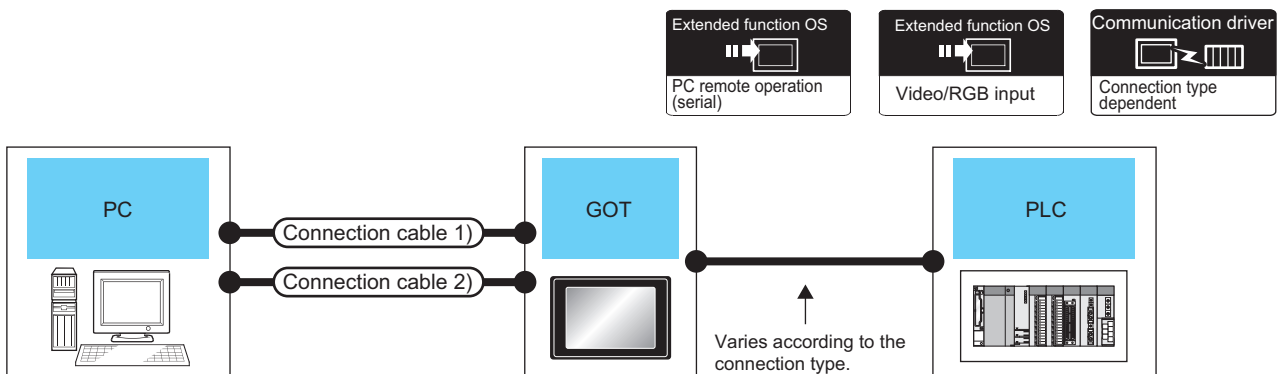 Extended function OS
PC remote operation
(serial)
Extended function OS
Video/RGB input
Communication driver
Connection type
dependent
PC
Connection cable 1)
Connection cable 2)
GOT
Varies according to the
connection type.
PLC